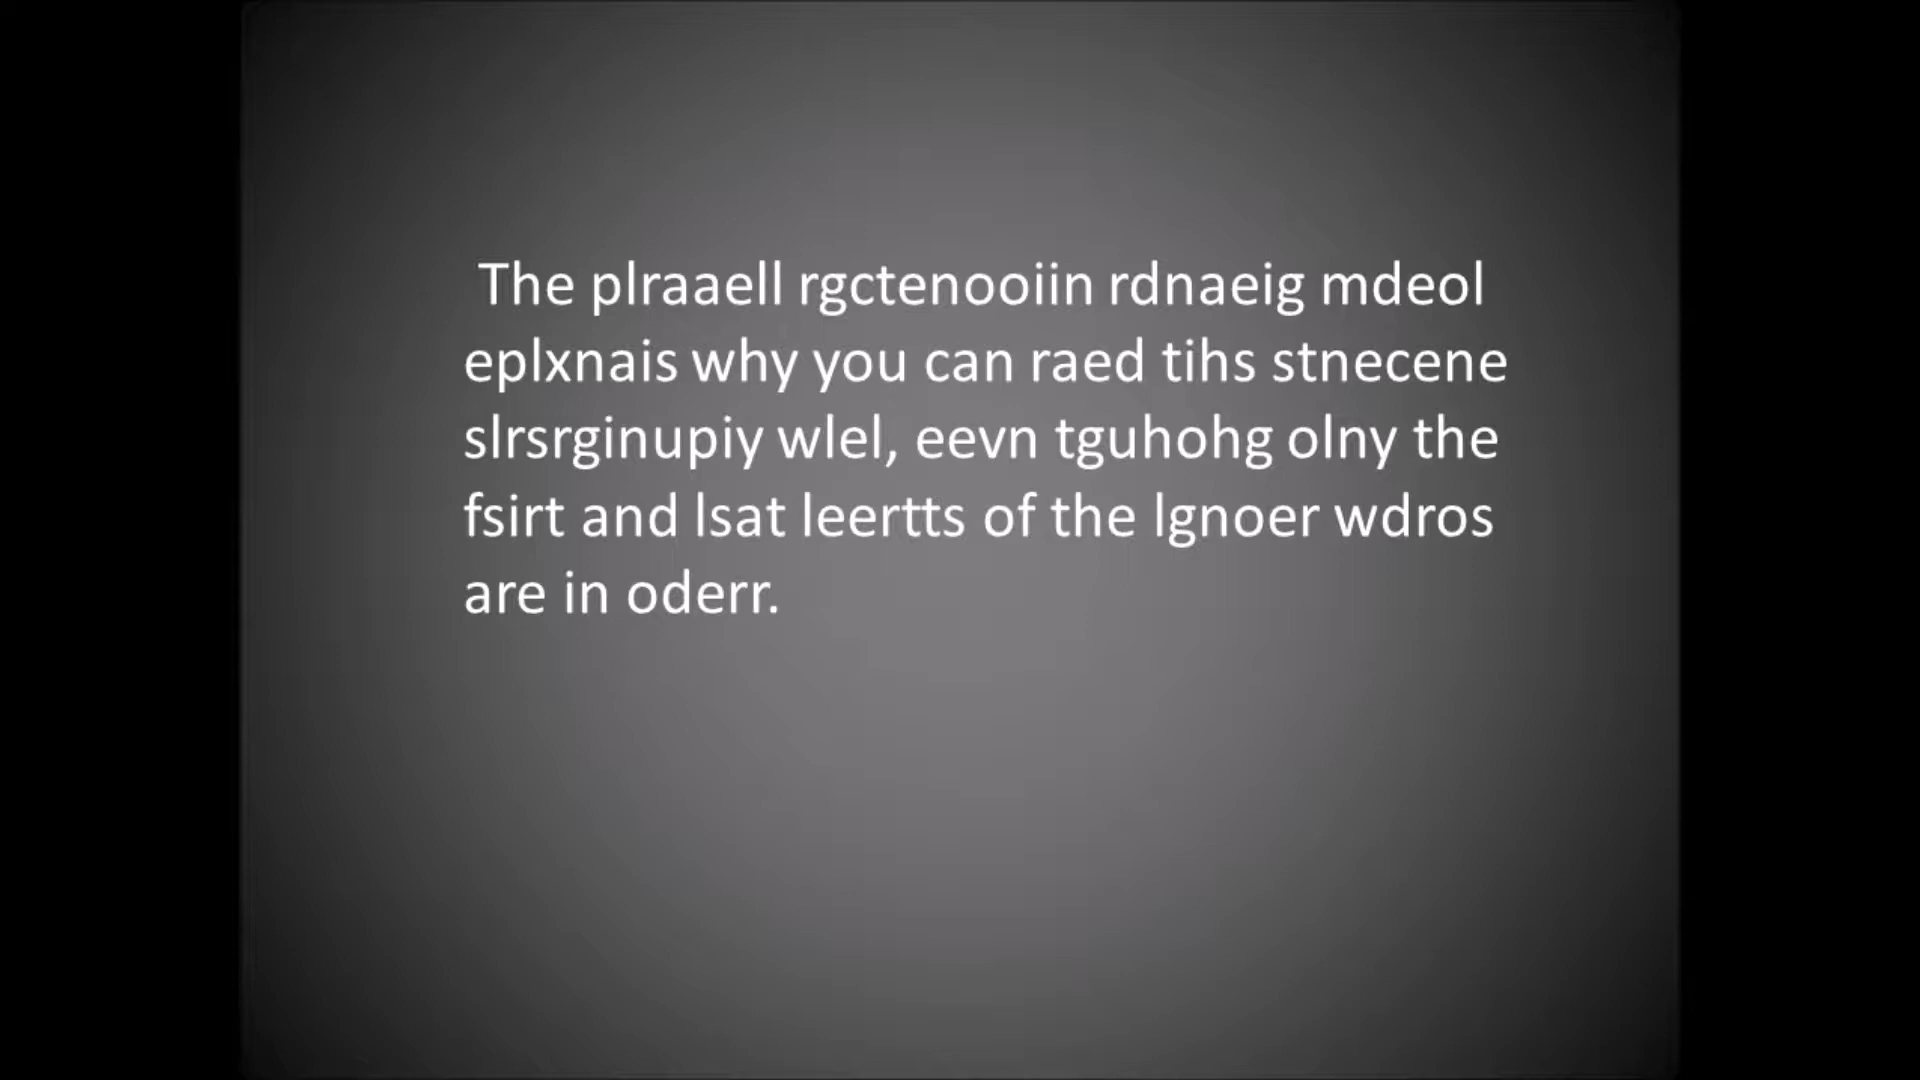 The plraaell rgctenooiin rdnaeig mdeol
eplxnais why you can raed tihs stnecene
slrsrginupiy wlel, eevn tguhohg olny the
fsirt and lsat leertts of the lgnoer wdros
are in oderr.